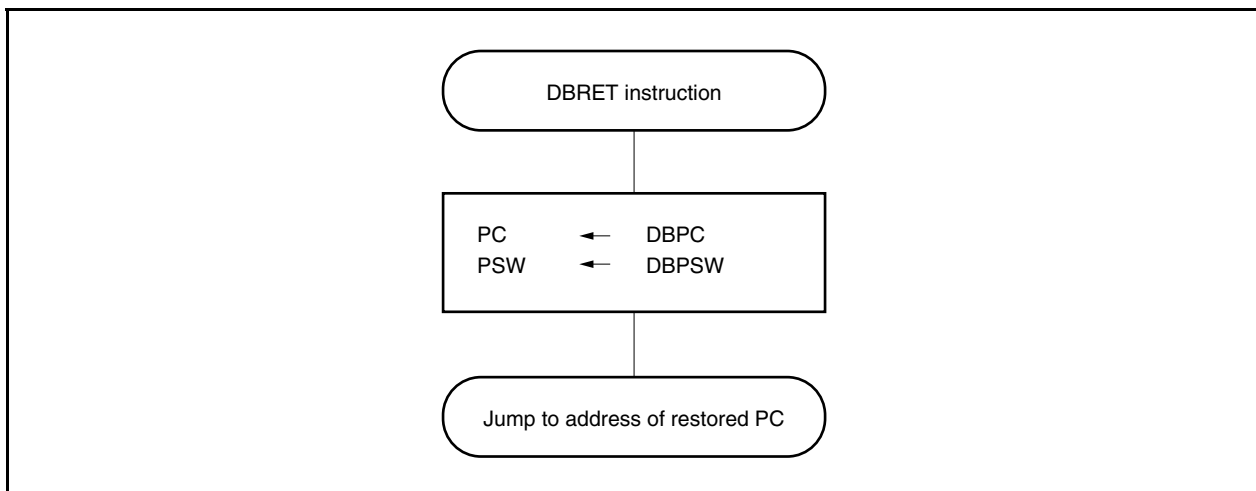 DBRET instruction
PC ← DBPC
PSW ← DBPSW
Jump to address of restored PC